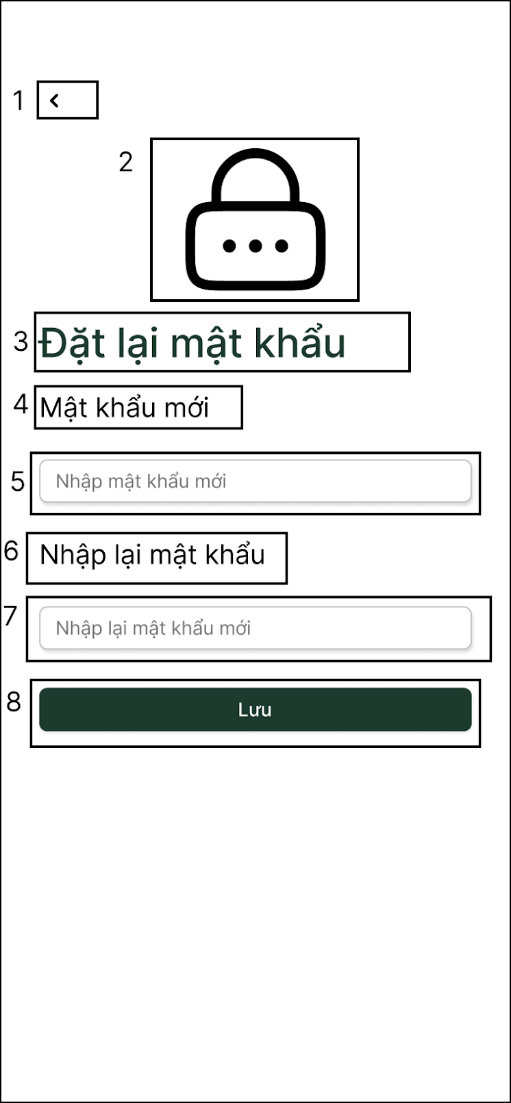 1
2
3 Đặt lại mật khẩu
4 Mật khẩu mới
5 Nhập mật khẩu mới
6 Nhập lại mật khẩu
7 Nhập lại mật khẩu mới
8 Lưu